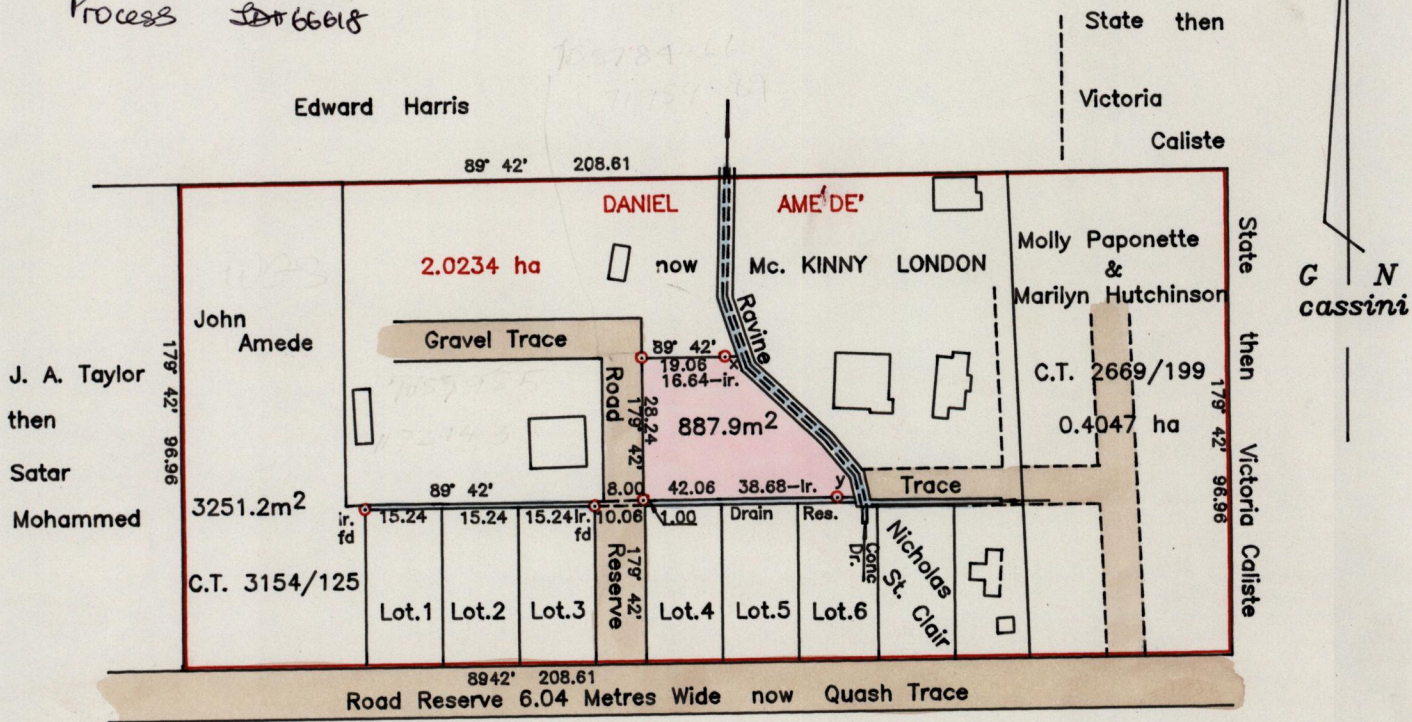 Process
State then
Victoria
Caliste
Edward Harris
89° 42' 208.61
DANIEL AME'DE'
2.0234 ha now Mc. KINNY LONDON
Molly Paponette
&
Marilyn Hutchinson
G N
cassini
John
Amede
Gravel Trace
Ravine
89° 42'
19.06 x
16.64-ir.
C.T. 2669/199
0.4047 ha
State then Victoria Caliste
179° 42' 96.96
J. A. Taylor
then
Satar
Mohammed
179° 42' 96.96
Road
28.24
179° 42'
887.9m²
3251.2m²
89° 42' 8.00 42.06 38.68-Ir. y Trace
ir.
fd
15.24 15.24 15.24 Ir.
fd
10.06 1.00 Drain Res.
Conc
Dr.
Nicholas
St. Clair
C.T. 3154/125
Reserve
179° 42'
Lot.1 Lot.2 Lot.3 Lot.4 Lot.5 Lot.6
8942' 208.61
Road Reserve 6.04 Metres Wide now Quash Trace